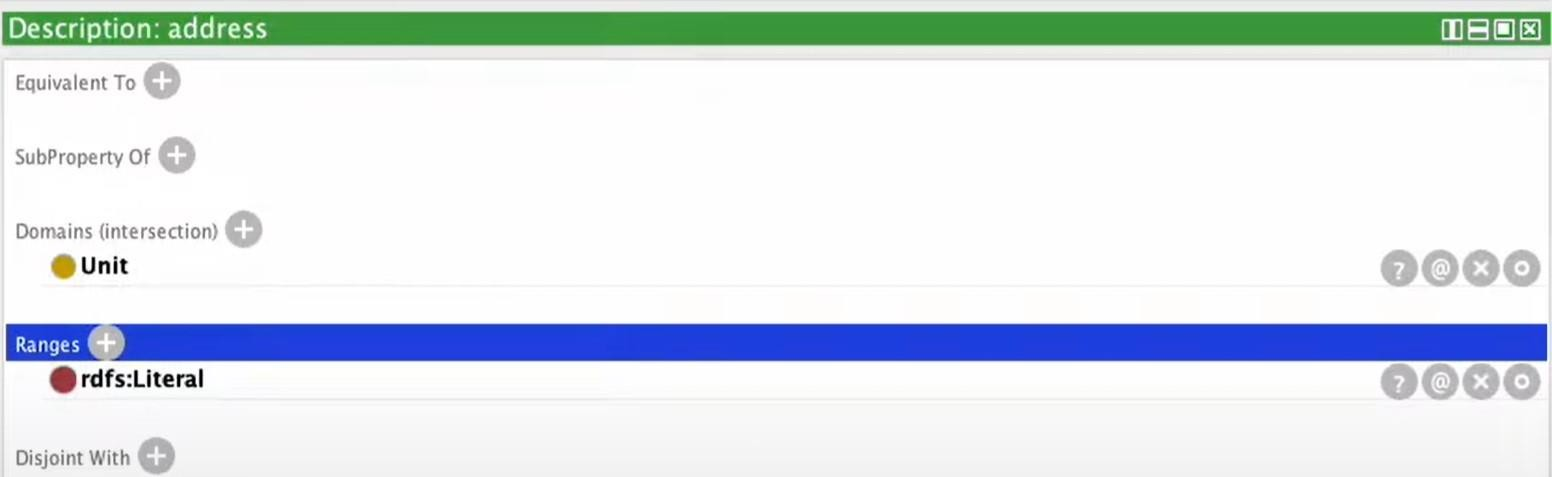 Description: address
Equivalent To
SubProperty Of
Domains (intersection)
Unit
Ranges
rdfs:Literal
Disjoint With